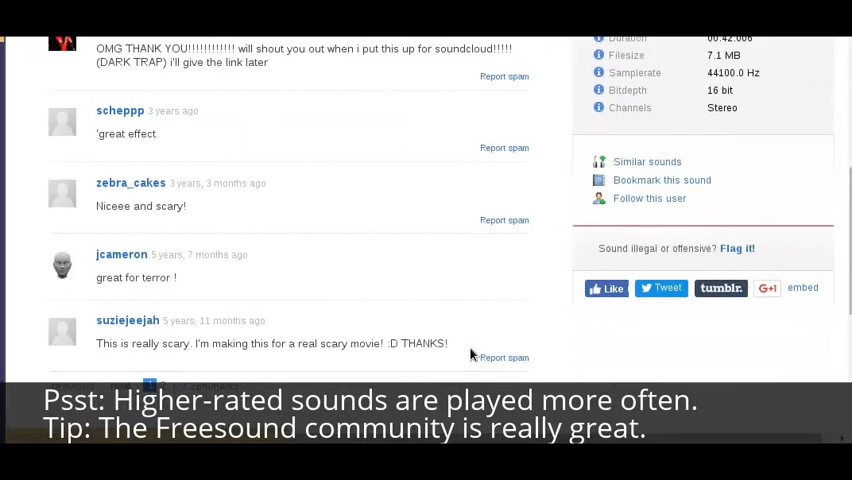 OMG THANK YOU!!!!!!!!!!!! will shout you out when i put this up for soundcloud!!!!!
(DARK TRAP) i'll give the link later
Report spam
scheppp 3 years ago
'great effect
Report spam
zebra_cakes 3 years, 3 months ago
Niceee and scary!
Report spam
jcameron 5 years, 7 months ago
great for terror !
suziejeejah 5 years, 11 months ago
This is really scary. I'm making this for a real scary movie! :D THANKS!
Report spam
Duration 00:42.006
Filesize 7.1 MB
Samplerate 44100.0 Hz
Bitdepth 16 bit
Channels Stereo
Similar sounds
Bookmark this sound
Follow this user
Sound illegal or offensive? Flag it!
Like Tweet tumblr. G+1 embed
Psst: Higher-rated sounds are played more often.
Tip: The Freesound community is really great.